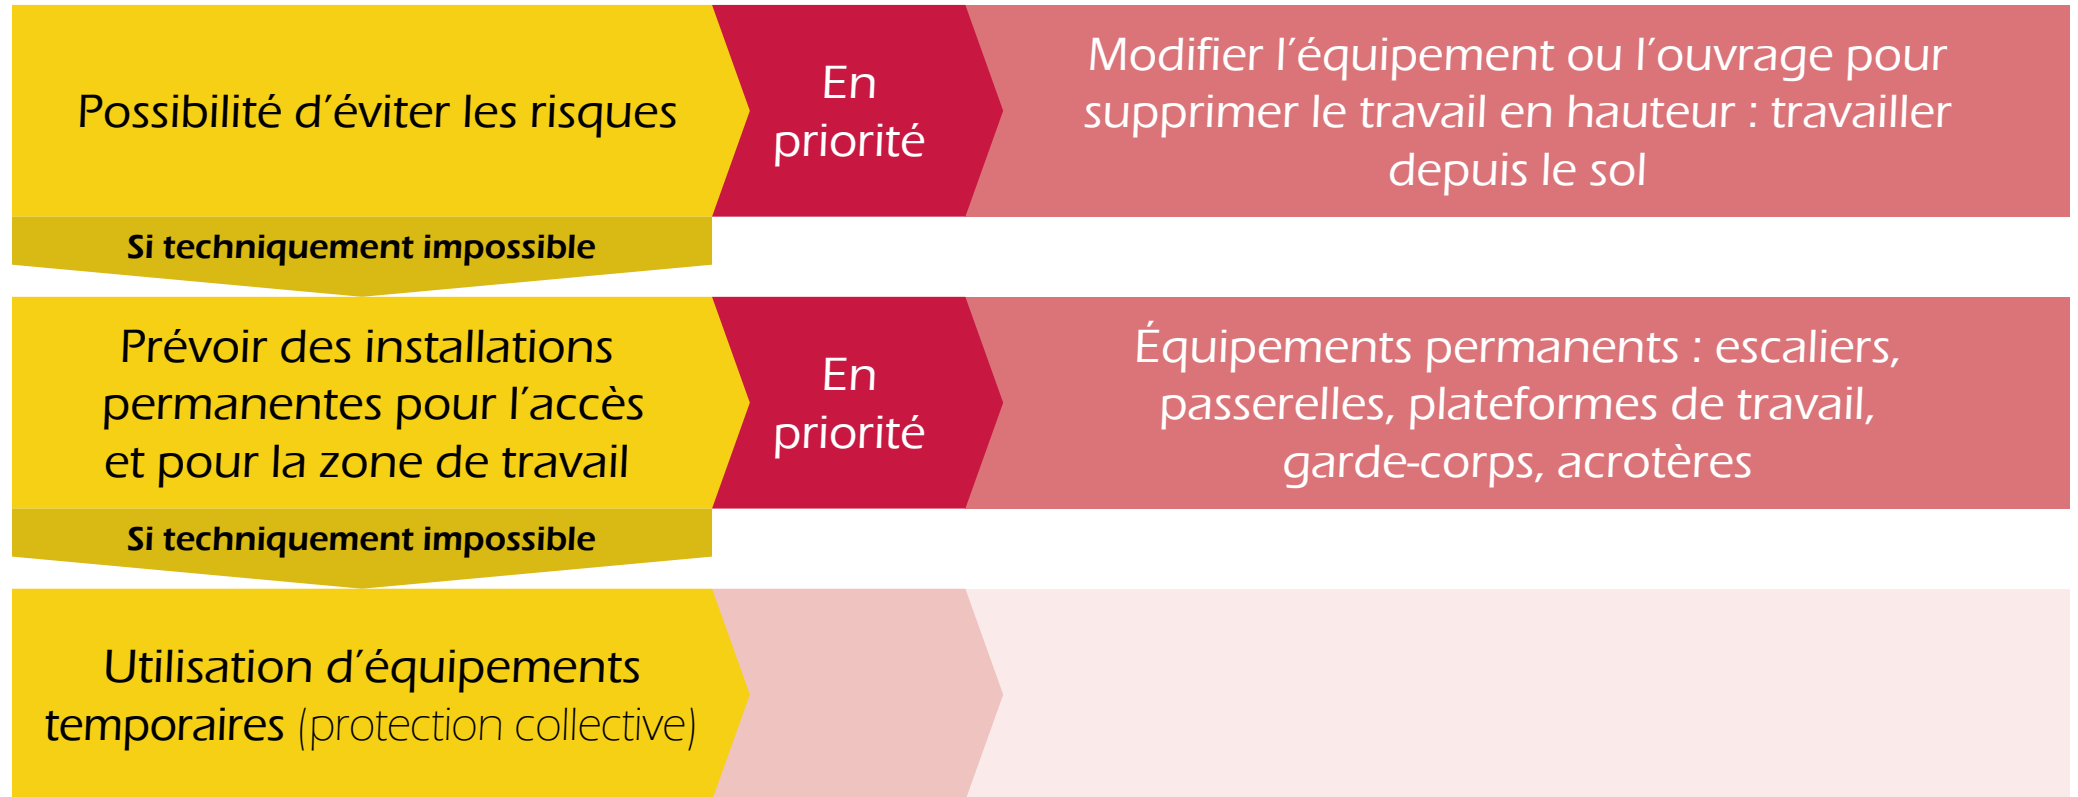 Possibilité d’éviter les risques
En
priorité
Modifier l’équipement ou l’ouvrage pour
supprimer le travail en hauteur : travailler
depuis le sol
Si techniquement impossible
Prévoir des installations
permanentes pour l’accès
et pour la zone de travail
En
priorité
Équipements permanents : escaliers,
passerelles, plateformes de travail,
garde-corps, acrotères
Si techniquement impossible
Utilisation d’équipements
temporaires (protection collective)